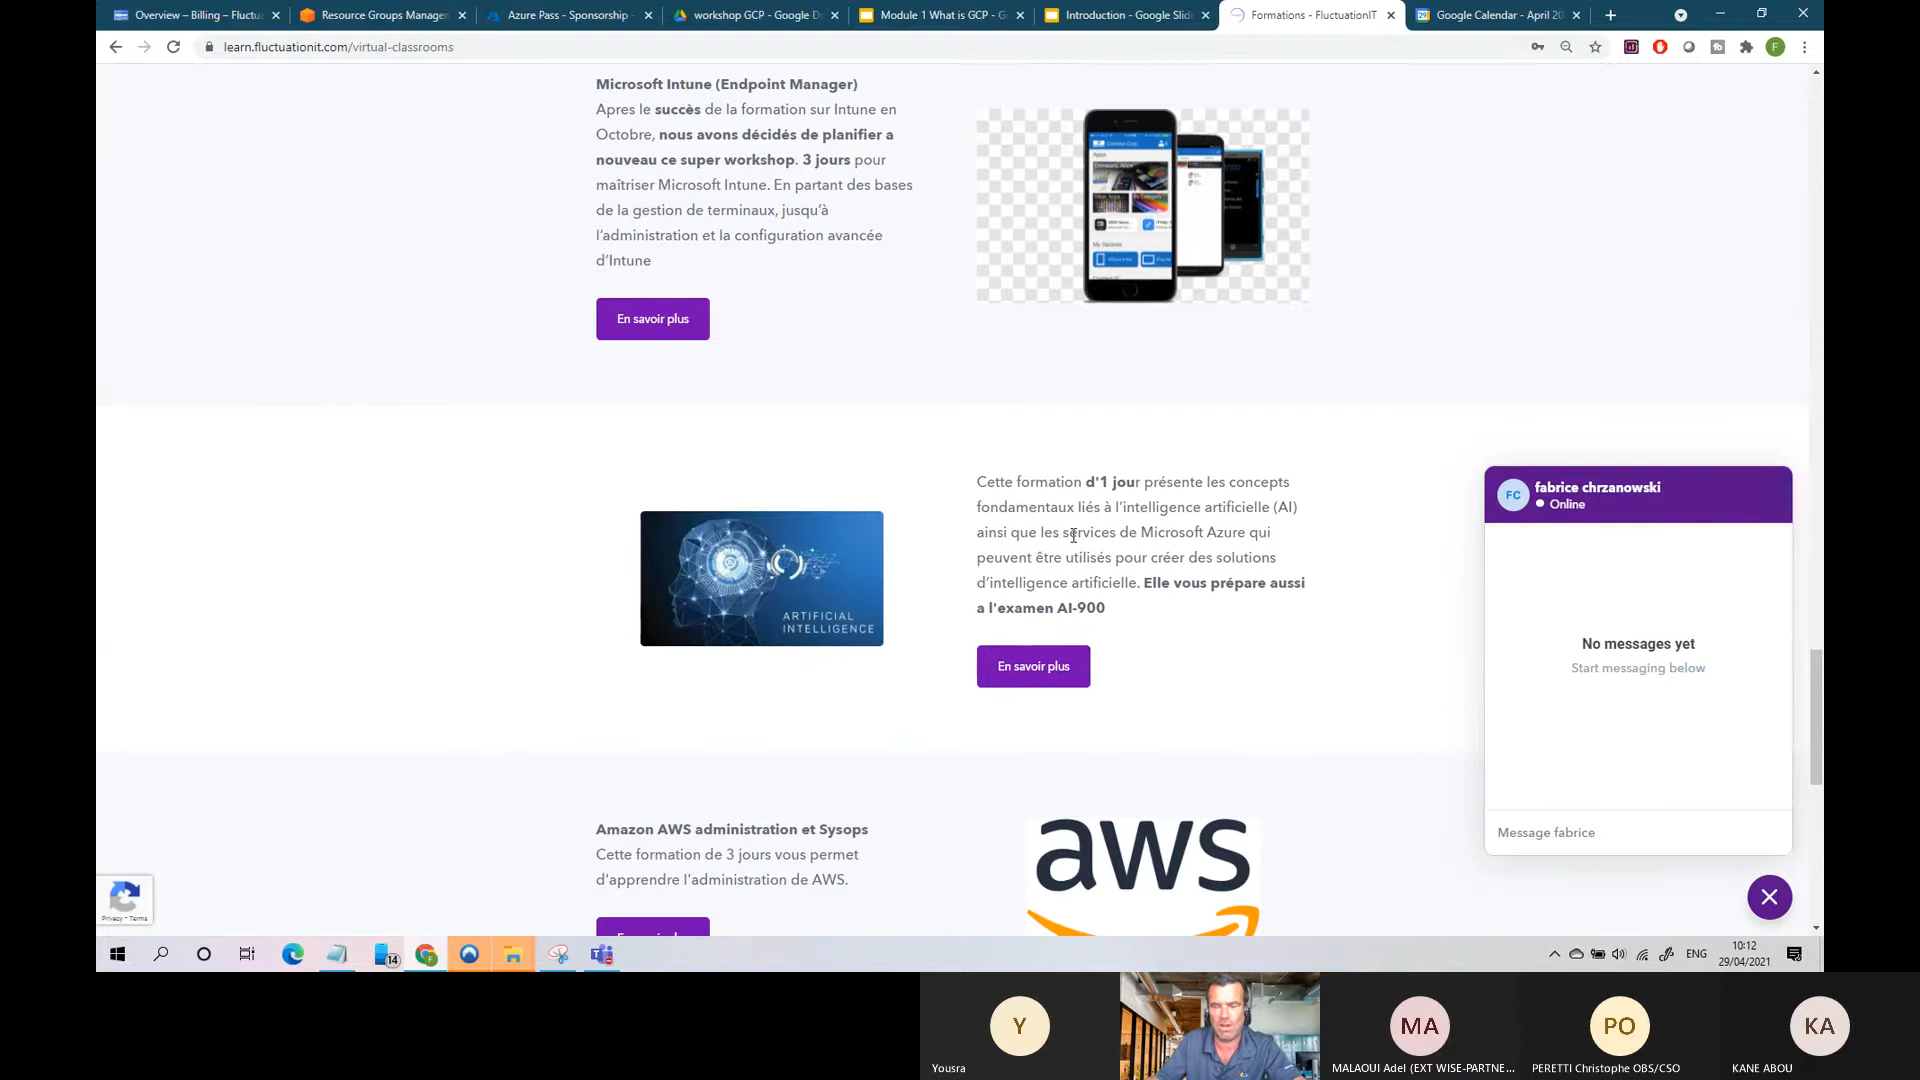 Overview – Billing – Fluctu
Resource Groups Manage
Azure Pass - Sponsorship -
workshop GCP - Google D
Module 1 What is GCP - G
Introduction - Google Slid
Formations - FluctuationIT
Google Calendar - April 20
learn.fluctuationit.com/virtual-classrooms
F
Microsoft Intune (Endpoint Manager)
Apres le succès de la formation sur Intune en
Octobre, nous avons décidés de planifier a
nouveau ce super workshop. 3 jours pour
maîtriser Microsoft Intune. En partant des bases
de la gestion de terminaux, jusqu'à
l'administration et la configuration avancée
d'Intune
En savoir plus
Apps
My Devices
ARTIFICIAL
INTELLIGENCE
Cette formation d'1 jour présente les concepts
fondamentaux liés à l'intelligence artificielle (AI)
ainsi que les services de Microsoft Azure qui
peuvent être utilisés pour créer des solutions
d'intelligence artificielle. Elle vous prépare aussi
a l'examen AI-900
En savoir plus
Amazon AWS administration et Sysops
Cette formation de 3 jours vous permet
d'apprendre l'administration de AWS.
aws
FC
fabrice chrzanowski
Online
No messages yet
Start messaging below
Message fabrice
Privacy - Terms
14
F
ENG
10:12
29/04/2021
Y
MA
PO
KA
Yousra
MALAOUI Adel (EXT WISE-PARTNE...
PERETTI Christophe OBS/CSO
KANE ABOU